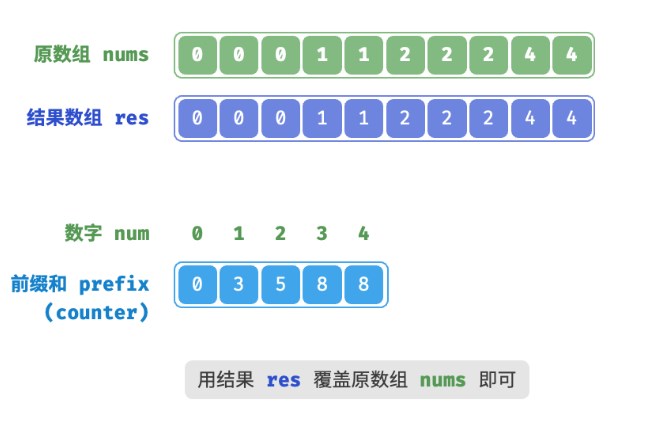 原数组 nums 0 0 0 1 1 2 2 2 4 4
结果数组 res 0 0 0 1 1 2 2 2 4 4
数字 num 0 1 2 3 4
前缀和 prefix 0 3 5 8 8
(counter)
用结果 res 覆盖原数组 nums 即可